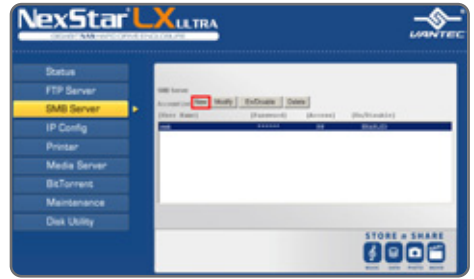 NexStar LX ULTRA
GIGABIT NAS HARD DRIVE ENCLOSURE
VANTEC
Status
FTP Server
SMB Server
IP Config
Printer
Media Server
BitTorrent
Maintenance
Disk Utility
SMB Server
New Modify En/Disable Delete
(User Name) (Password) (Access) (En/Disable)
******
STORE & SHARE
MUSIC DATA PHOTO MOVIE